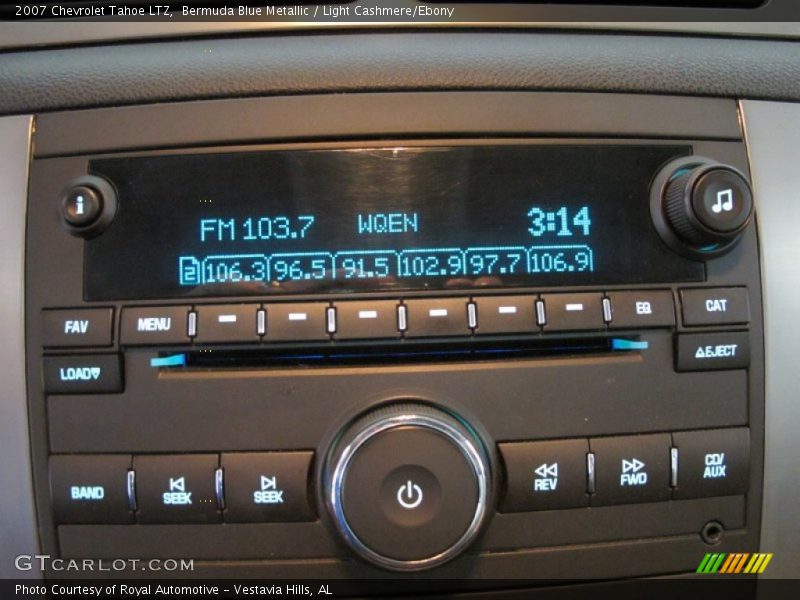 2007 Chevrolet Tahoe LTZ,  Bermuda Blue Metallic / Light Cashmere/Ebony
i
FM 103.7 WQEN 3:14
2 106.3 96.5 91.5 102.9 97.7 106.9
FAV MENU EQ CAT
LOAD ▲EJECT
BAND SEEK SEEK REV FWD CD/
AUX
GTCARLOT.COM
Photo Courtesy of Royal Automotive – Vestavia Hills, AL